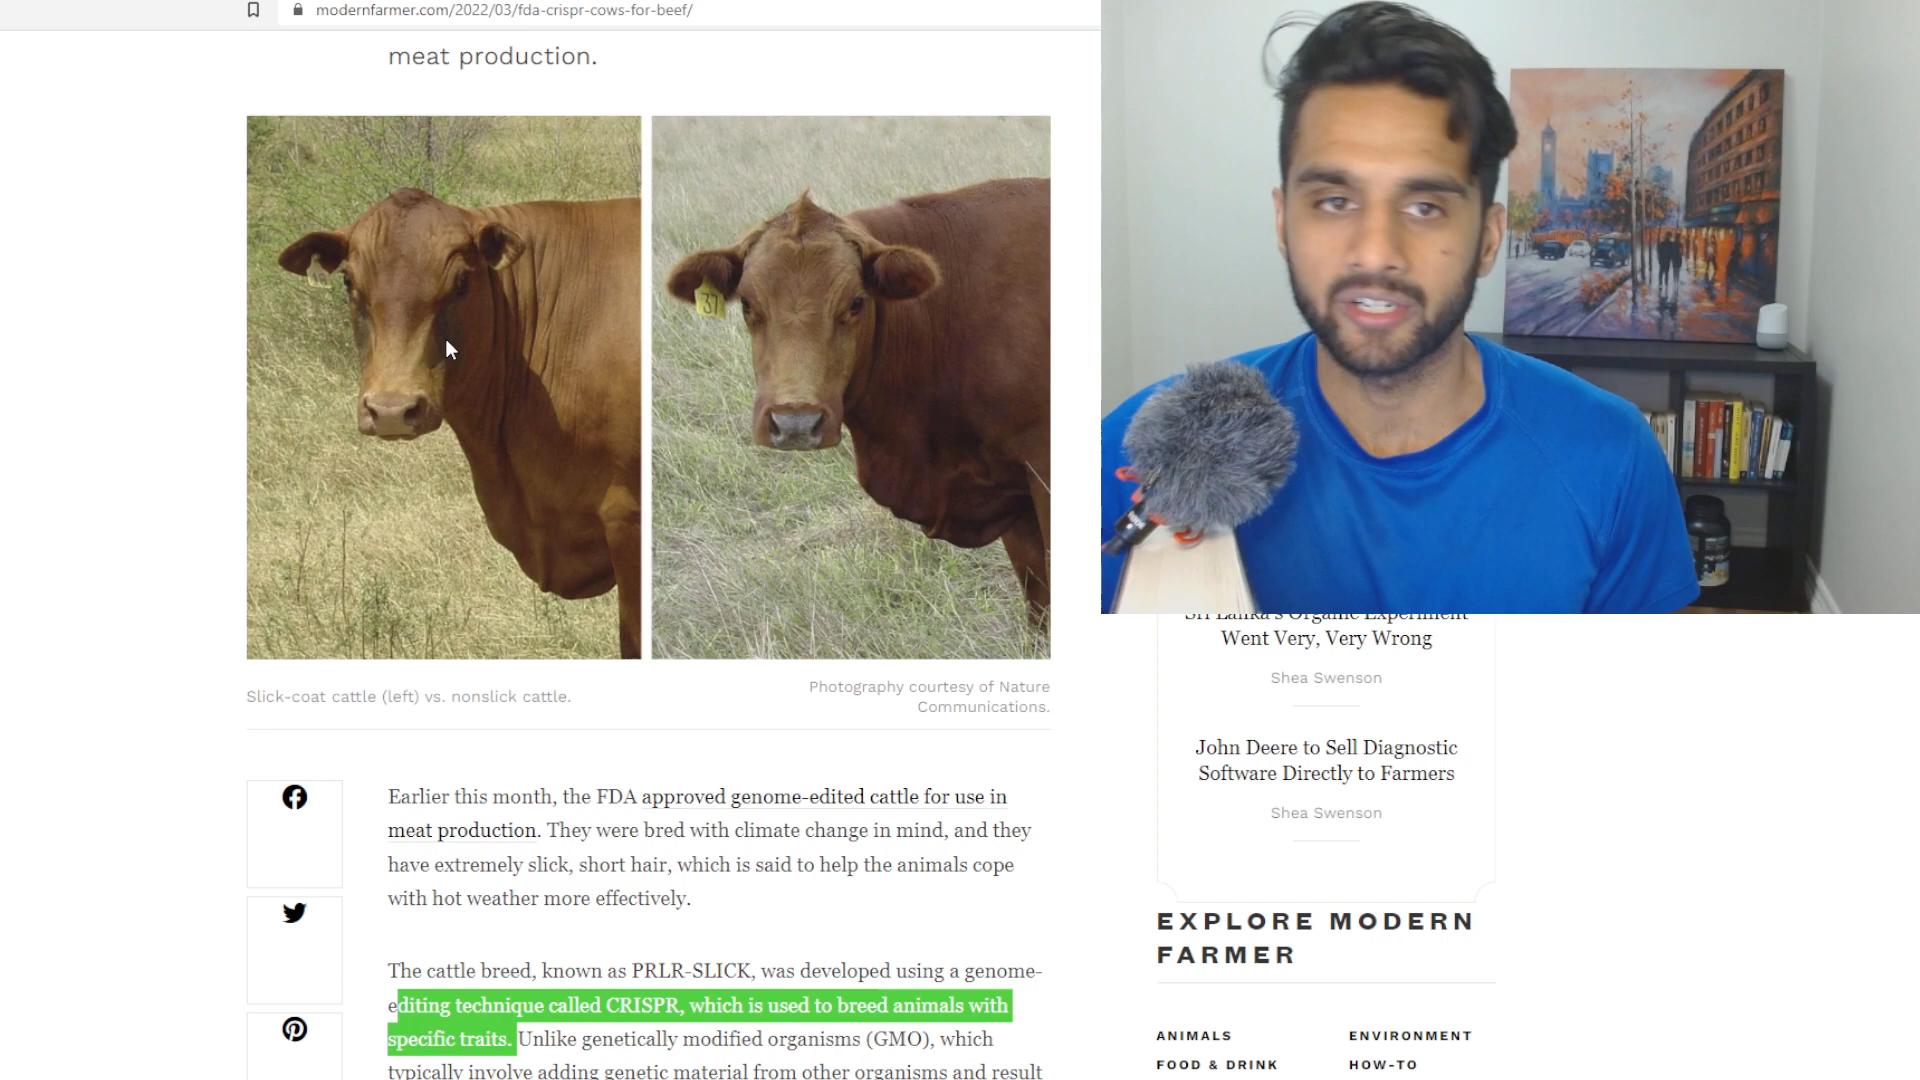 modernfarmer.com/2022/03/fda-crispr-cows-for-beef/
meat production.
37
Slick-coat cattle (left) vs. nonslick cattle.
Photography courtesy of Nature
Communications.
Earlier this month, the FDA approved genome-edited cattle for use in
meat production. They were bred with climate change in mind, and they
have extremely slick, short hair, which is said to help the animals cope
with hot weather more effectively.
The cattle breed, known as PRLR-SLICK, was developed using a genome-
editing technique called CRISPR, which is used to breed animals with
specific traits. Unlike genetically modified organisms (GMO), which
typically involve adding genetic material from other organisms and result
Sri Lanka's Organic Experiment
Went Very, Very Wrong
Shea Swenson
John Deere to Sell Diagnostic
Software Directly to Farmers
Shea Swenson
EXPLORE MODERN
FARMER
ANIMALS
ENVIRONMENT
FOOD & DRINK
HOW-TO